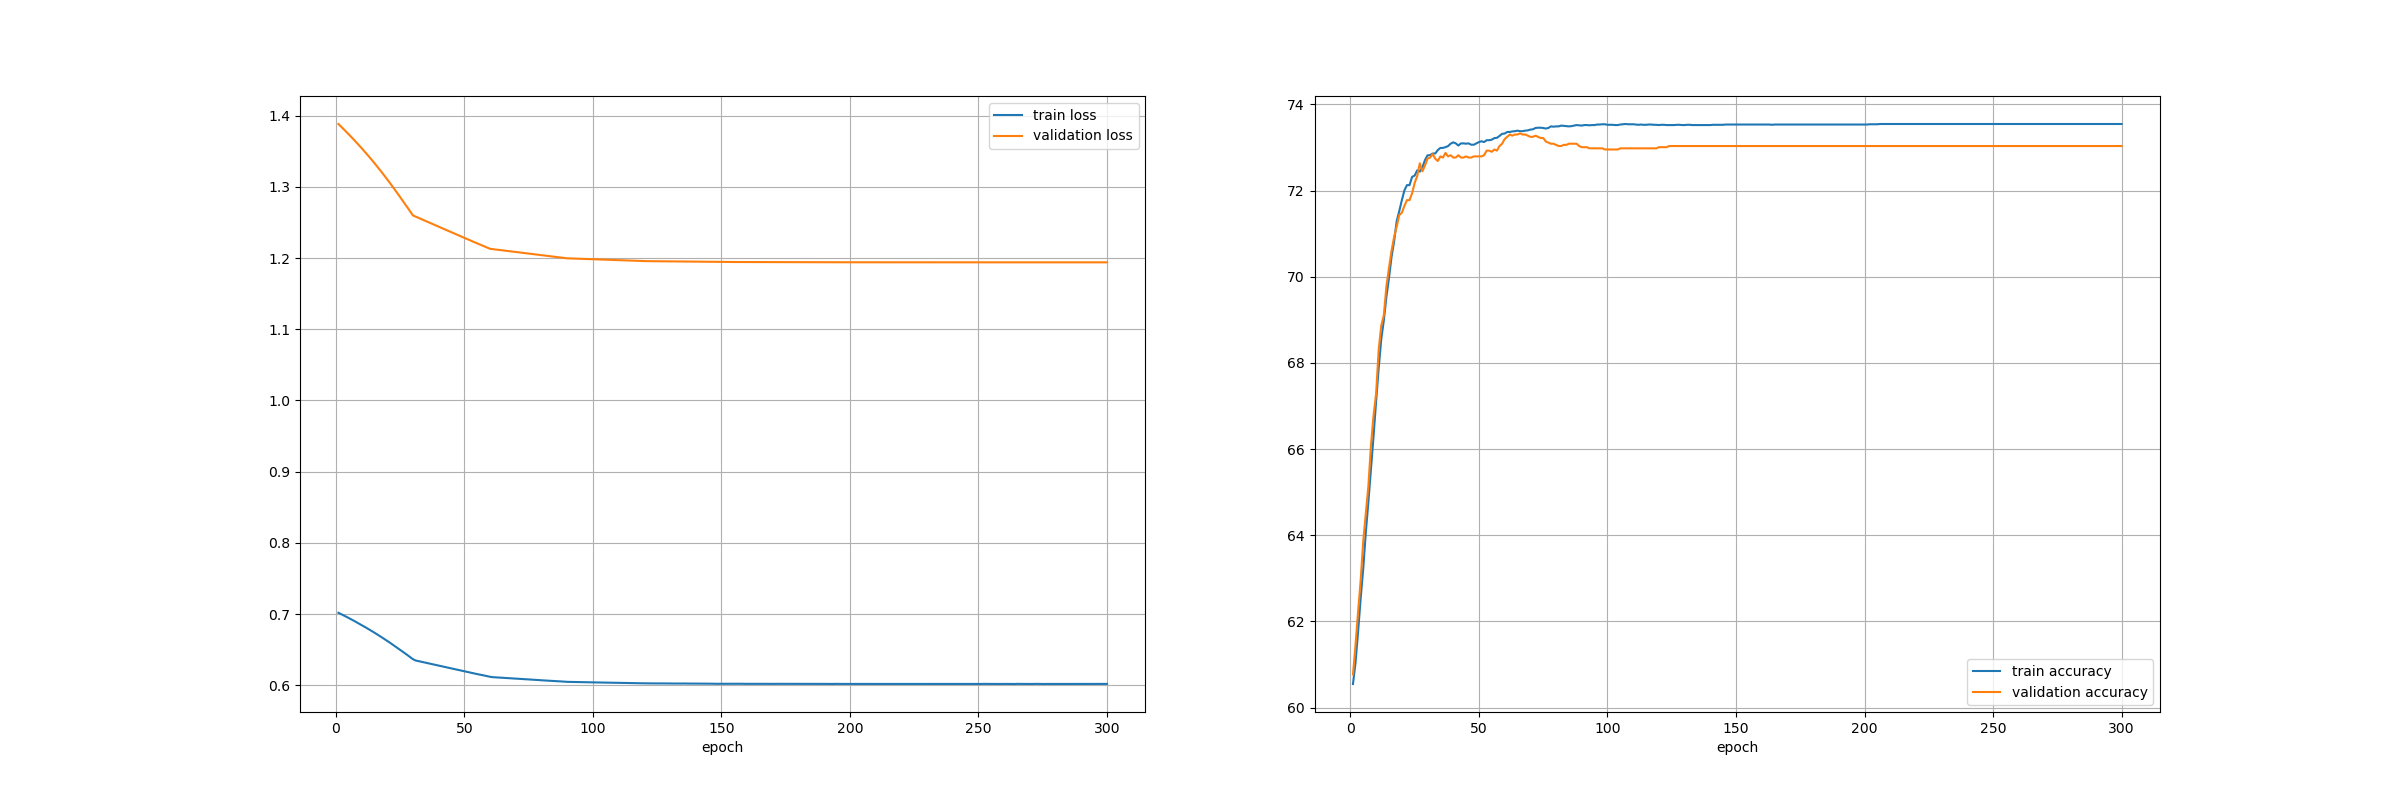 1.4
1.3
1.2
1.1
1.0
0.9
0.8
0.7
0.6
0 50 100 150 200 250 300
epoch
train loss
validation loss
74
72
70
68
66
64
62
60
0 50 100 150 200 250 300
epoch
train accuracy
validation accuracy